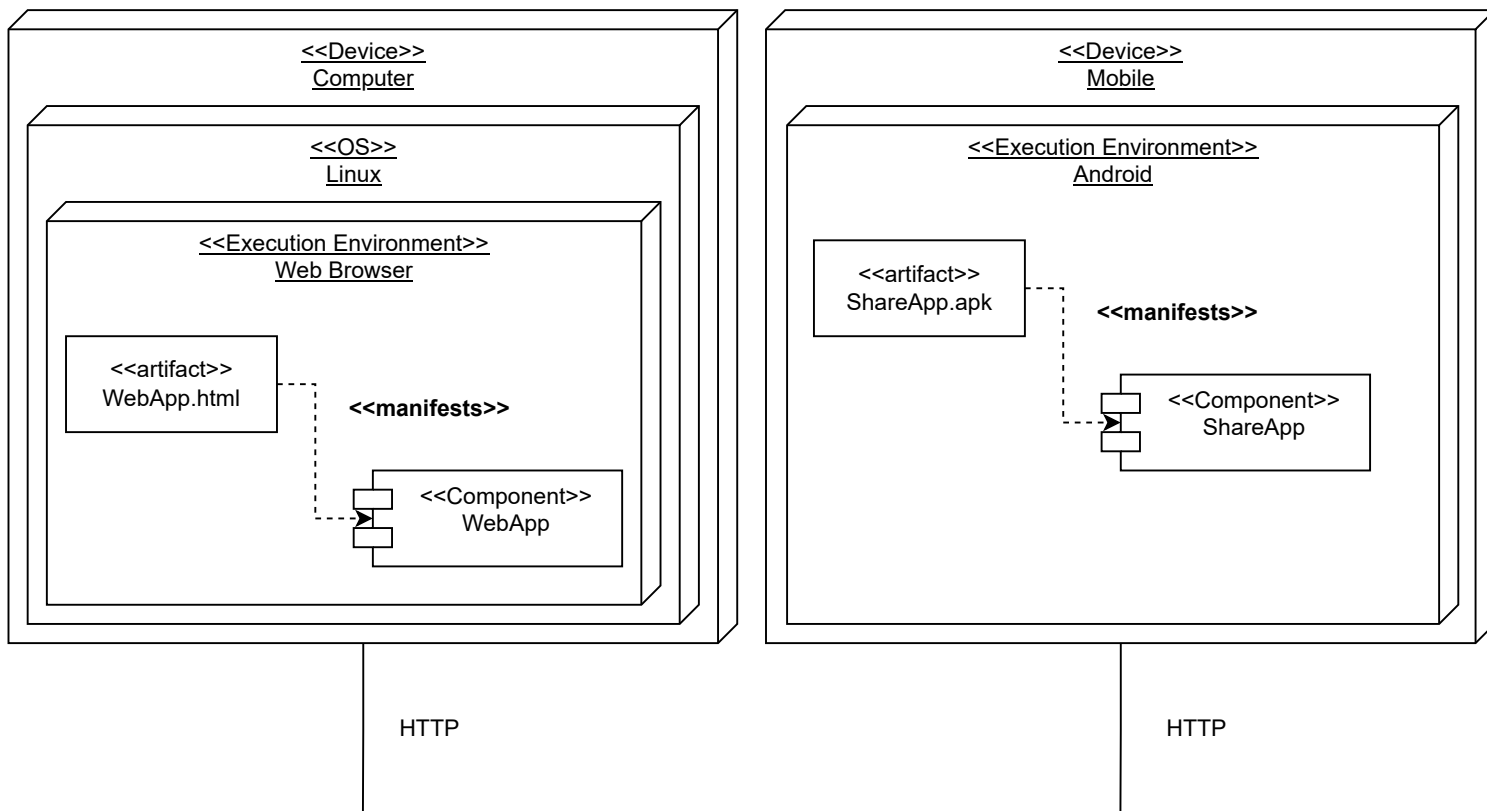 <<Device>>
Computer
<<OS>>
Linux
<<Execution Environment>>
Web Browser
<<artifact>>
WebApp.html
<<manifests>>
<<Component>>
WebApp
HTTP
<<Device>>
Mobile
<<Execution Environment>>
Android
<<artifact>>
ShareApp.apk
<<manifests>>
<<Component>>
ShareApp
HTTP